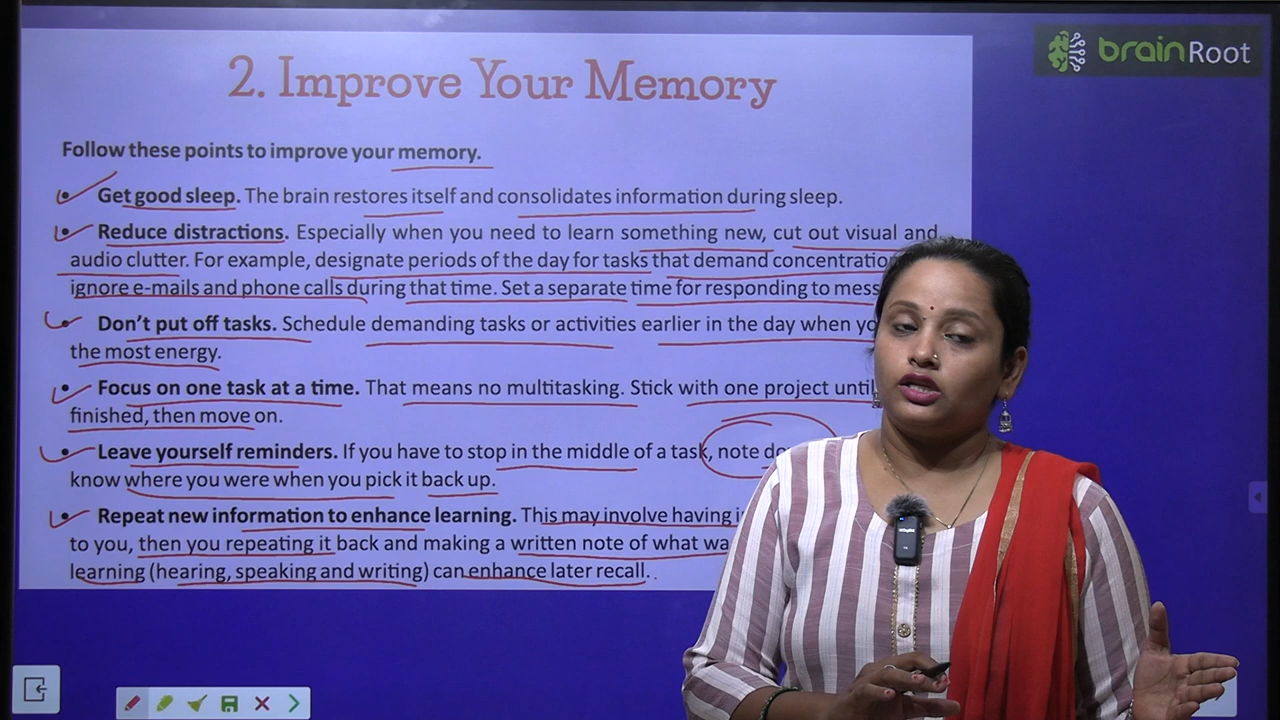 brainRoot
2. Improve Your Memory
Follow these points to improve your memory.
• Get good sleep. The brain restores itself and consolidates information during sleep.
• Reduce distractions. Especially when you need to learn something new, cut out visual and
audio clutter. For example, designate periods of the day for tasks that demand
ignore e-mails and phone calls during that time. Set a separate time for responding to
• Don’t put off tasks. Schedule demanding tasks or activities earlier in the day when
the most energy.
• Focus on one task at a time. That means no multitasking. Stick with one project until
finished, then move on.
• Leave yourself reminders. If you have to stop in the middle of a task, note
know where you were when you pick it back up.
• Repeat new information to enhance learning. This may involve having
to you, then you repeating it back and making a written note of what
learning (hearing, speaking and writing) can enhance later recall.